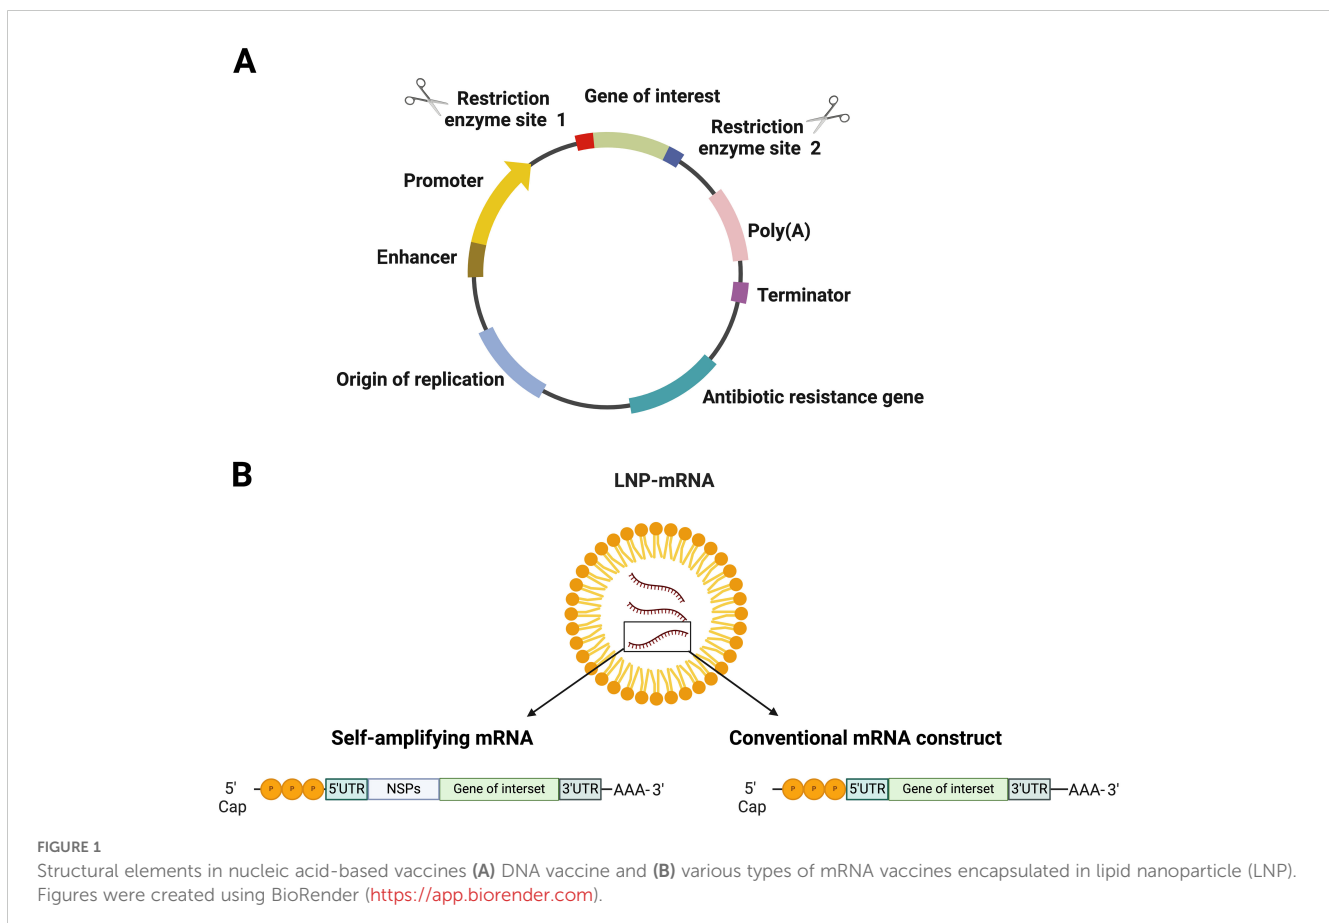 A
Restriction
enzyme site 1
Gene of interest
Restriction
enzyme site 2
Promoter
Poly(A)
Enhancer
Terminator
Origin of replication
Antibiotic resistance gene
B
LNP-mRNA
Self-amplifying mRNA
Conventional mRNA construct
5'
Cap
P P P 5'UTR NSPs Gene of interset 3'UTR AAA- 3'
5'
Cap
P P P 5'UTR Gene of interset 3'UTR AAA- 3'
FIGURE 1
Structural elements in nucleic acid-based vaccines (A) DNA vaccine and (B) various types of mRNA vaccines encapsulated in lipid nanoparticle (LNP).
Figures were created using BioRender (https://app.biorender.com).